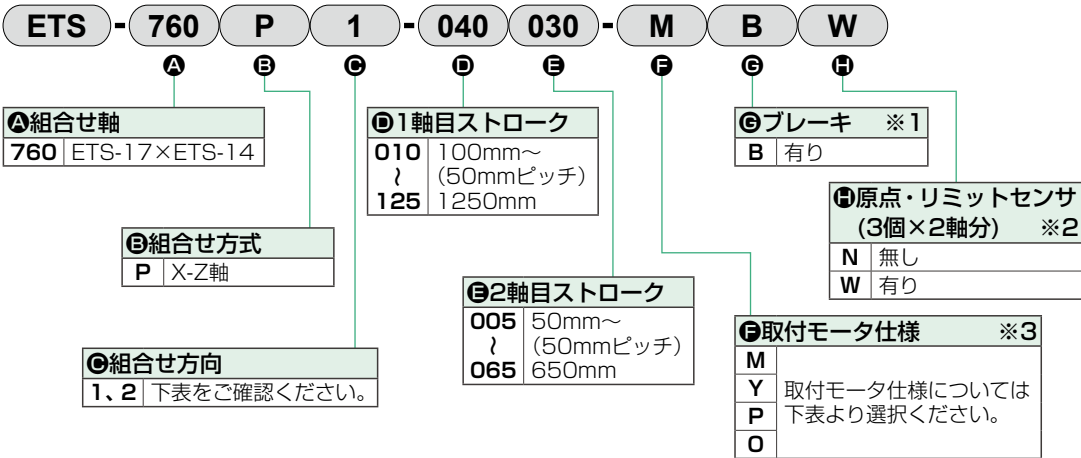 ETS - 760 P 1 - 040 030 - M B W
A B C D E F G H
A組合せ軸
760 ETS-17×ETS-14
B組合せ方式
P X-Z軸
C組合せ方向
1、2 下表をご確認ください。
D1軸目ストローク
010 100mm～
≀ (50mmピッチ)
125 1250mm
E2軸目ストローク
005 50mm～
≀ (50mmピッチ)
065 650mm
F取付モータ仕様 ※3
M
Y 取付モータ仕様については
P 下表より選択ください。
O
Gブレーキ ※1
B 有り
H原点・リミットセンサ
(3個×2軸分) ※2
N 無し
W 有り